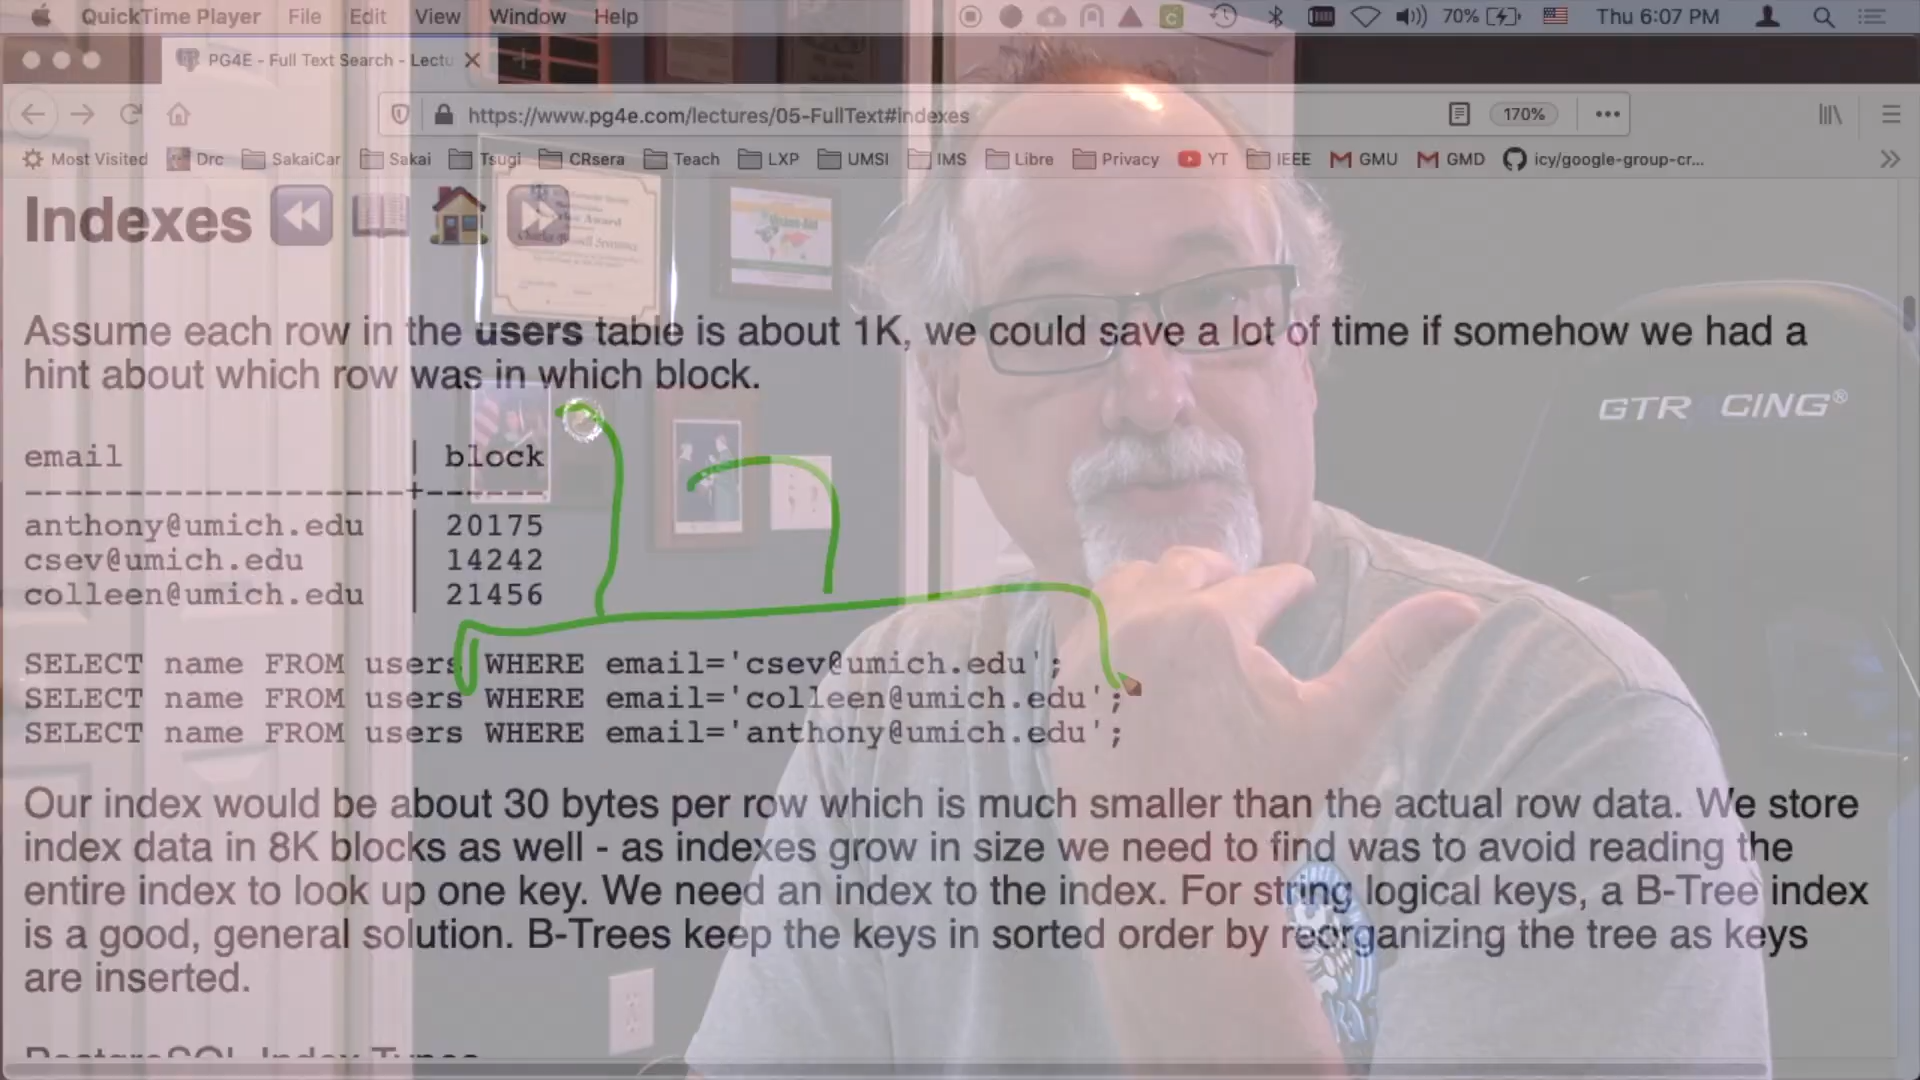 QuickTime Player File Edit View Window Help 70% Thu 6:07 PM
PG4E - Full Text Search - Lectu
https://www.pg4e.com/lectures/05-FullText#indexes 170%
Most Visited Drc SakaiCar Sakai Tsugi CRsera Teach LXP UMSI IMS Libre Privacy YT IEEE GMU GMD icy/google-group-cr...
Indexes
Award
Assume each row in the users table is about 1K, we could save a lot of time if somehow we had a
hint about which row was in which block.
GTR CING®
email | block
-------------------+-------
anthony@umich.edu | 20175
csev@umich.edu | 14242
colleen@umich.edu | 21456
SELECT name FROM users WHERE email='csev@umich.edu';
SELECT name FROM users WHERE email='colleen@umich.edu';
SELECT name FROM users WHERE email='anthony@umich.edu';
Our index would be about 30 bytes per row which is much smaller than the actual row data. We store
index data in 8K blocks as well - as indexes grow in size we need to find was to avoid reading the
entire index to look up one key. We need an index to the index. For string logical keys, a B-Tree index
is a good, general solution. B-Trees keep the keys in sorted order by reorganizing the tree as keys
are inserted.
PostgreSQL Index Types